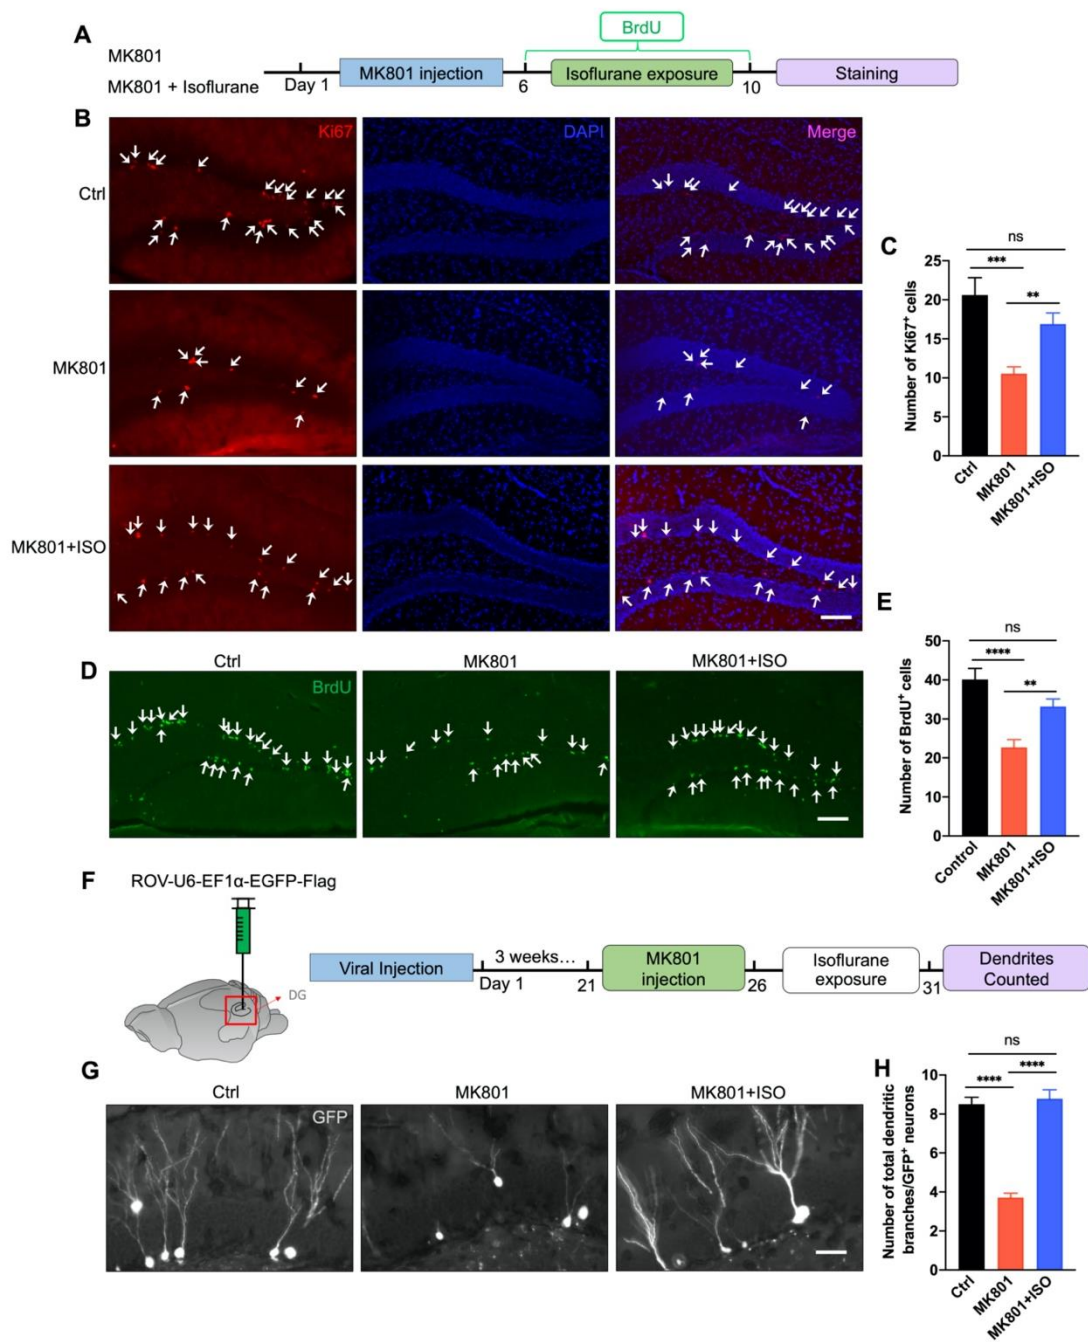 A
BrdU
MK801
MK801 + Isoflurane
Day 1
MK801 injection
6
Isoflurane exposure
10
Staining
B
Ki67
DAPI
Merge
Ctrl
MK801
MK801+ISO
C
ns
***
**
25
20
15
10
5
0
Number of Ki67+ cells
Ctrl
MK801
MK801+ISO
D
Ctrl
MK801
MK801+ISO
BrdU
E
ns
****
**
50
40
30
20
10
0
Number of BrdU+ cells
Control
MK801
MK801+ISO
F
ROV-U6-EF1α-EGFP-Flag
DG
Viral Injection
3 weeks...
Day 1
21
MK801
injection
26
Isoflurane
exposure
31
Dendrites
Counted
G
Ctrl
MK801
MK801+ISO
GFP
H
ns
****
****
10
8
6
4
2
0
Number of total dendritic
branches/GFP+ neurons
Ctrl
MK801
MK801+ISO